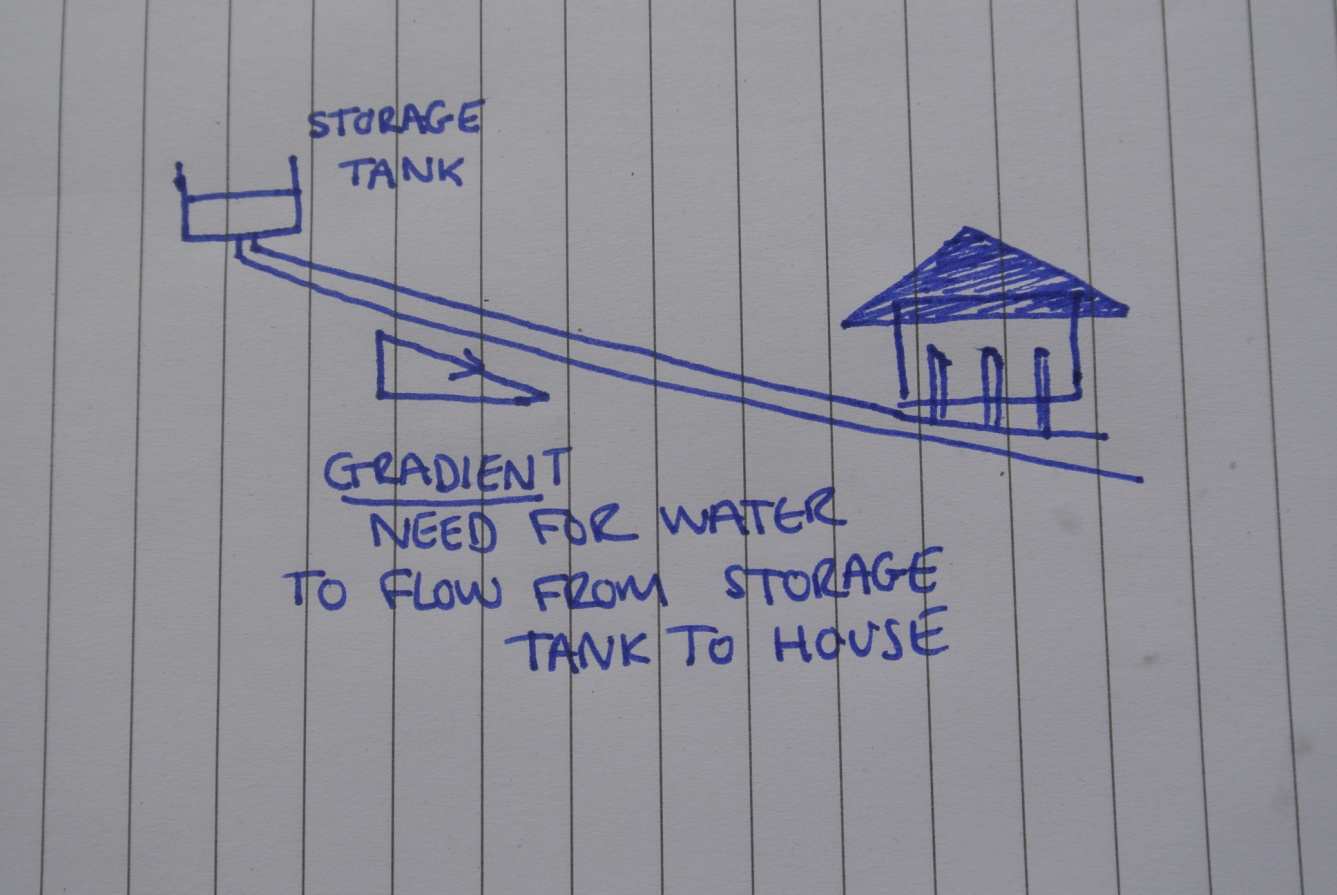 STORAGE
TANK
GRADIENT
NEED FOR WATER
TO FLOW FROM STORAGE
TANK TO HOUSE